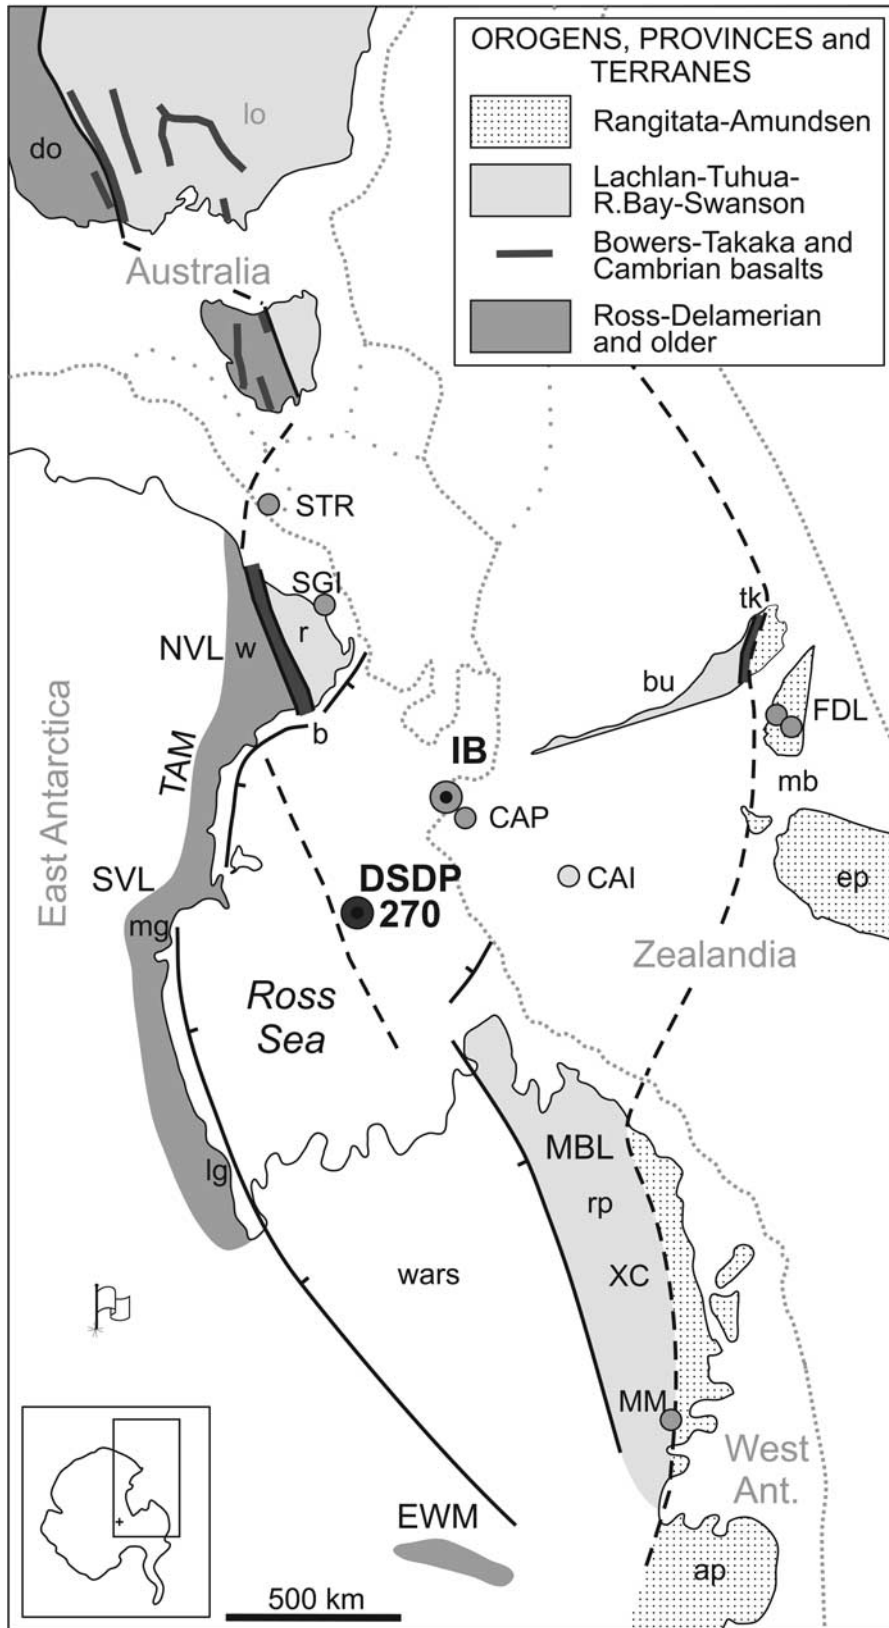 OROGENS, PROVINCES and
TERRANES
Rangitata-Amundsen
Lachlan-Tuhua-
R.Bay-Swanson
Bowers-Takaka and
Cambrian basalts
Ross-Delamerian
and older
lo
do
Australia
STR
SGI
r
NVL
w
tk
bu
FDL
TAM
b
IB
mb
CAP
East Antarctica
SVL
DSDP
270
CAI
ep
mg
Zealandia
Ross
Sea
MBL
lg
rp
wars
XC
MM
West
Ant.
EWM
ap
500 km